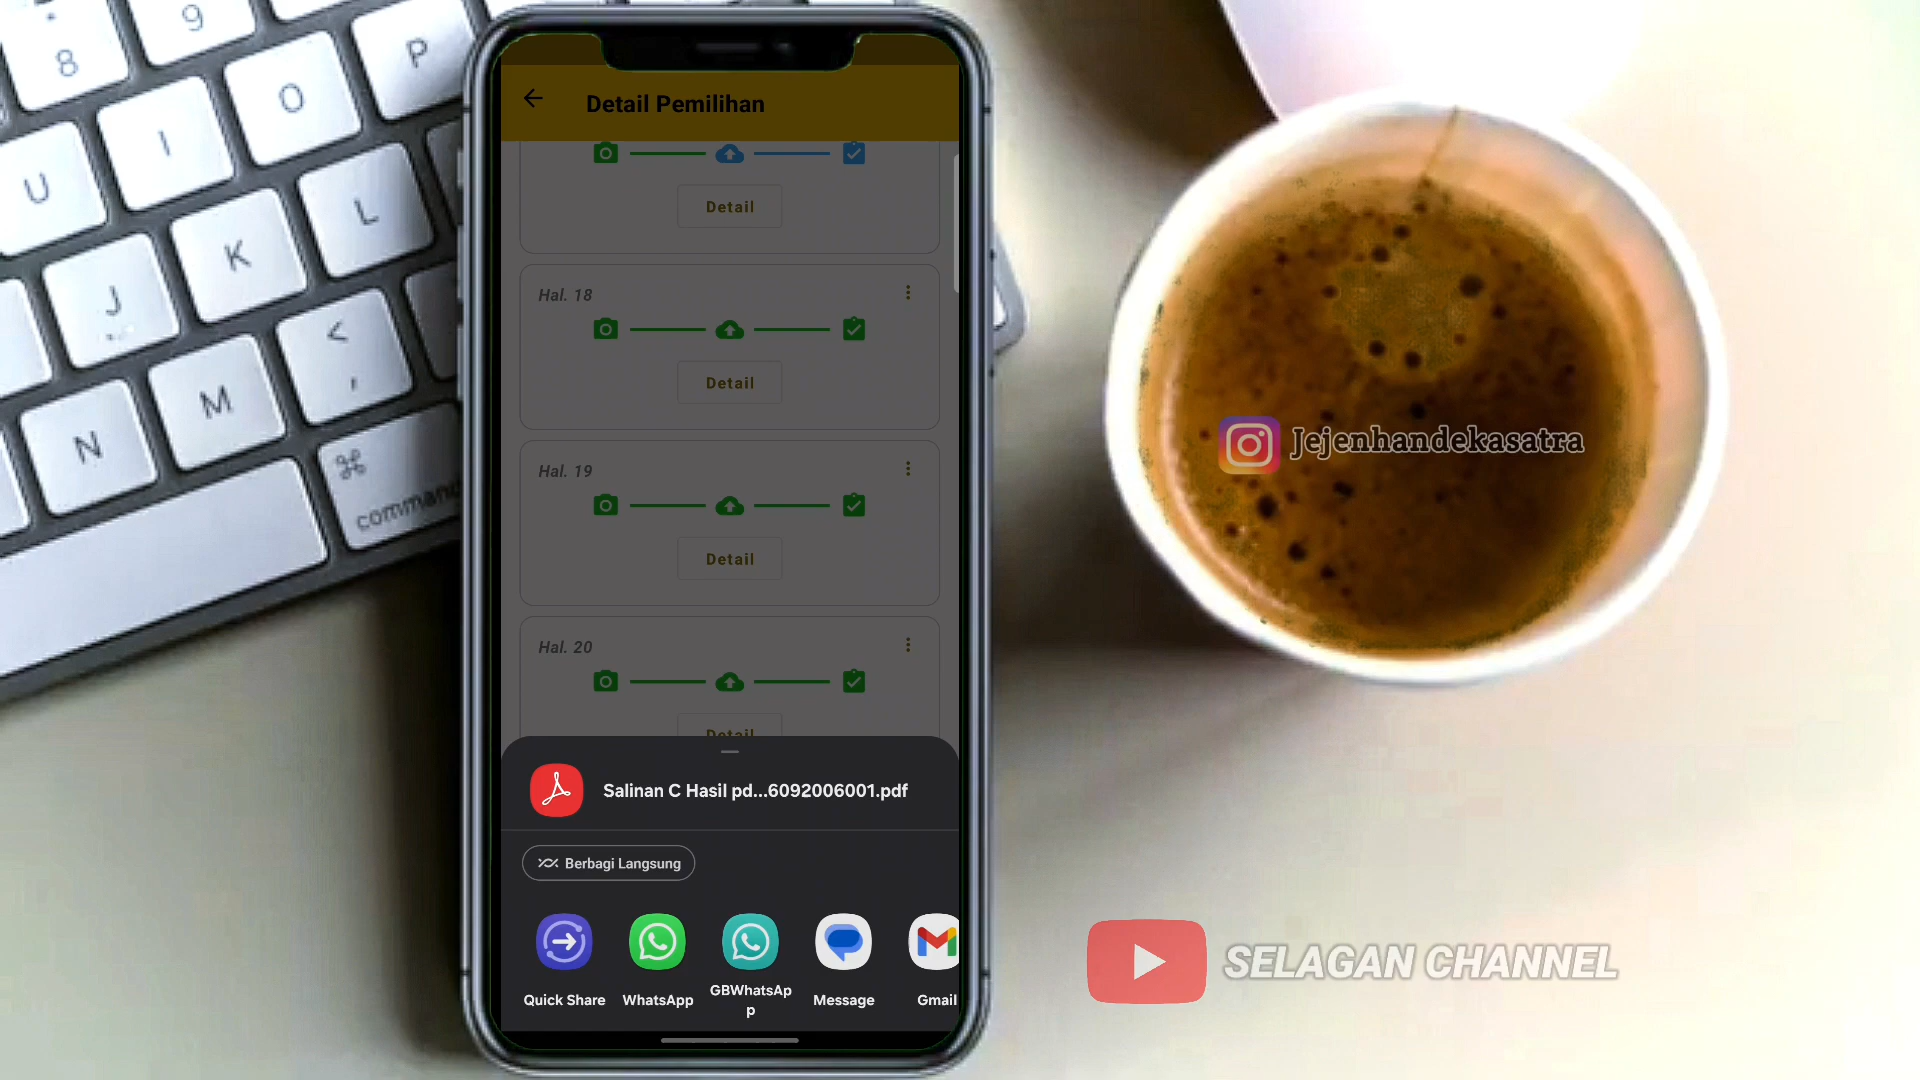 8
9
P
O
I
U
L
K
J
<
,
M
N
⌘
command
Detail Pemilihan
Detail
Hal. 18
Detail
Hal. 19
Detail
Hal. 20
Detail
Salinan C Hasil pd...6092006001.pdf
Berbagi Langsung
Quick Share
WhatsApp
GBWhatsAp
p
Message
Gmail
Jejenhandekasatra
SELAGAN CHANNEL